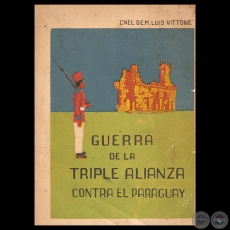 CNEL. D.E.M. LUIS VITTONE
GUERRA
DE LA
TRIPLE ALIANZA
CONTRA EL PARAGUAY